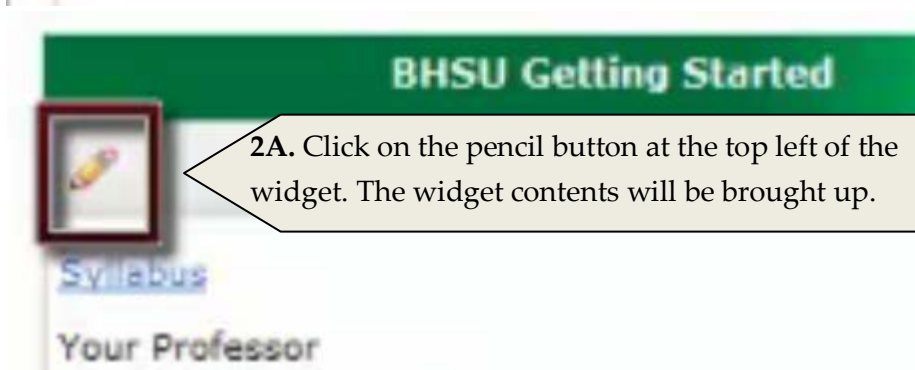 BHSU Getting Started
2A. Click on the pencil button at the top left of the
widget. The widget contents will be brought up.
Syllabus
Your Professor